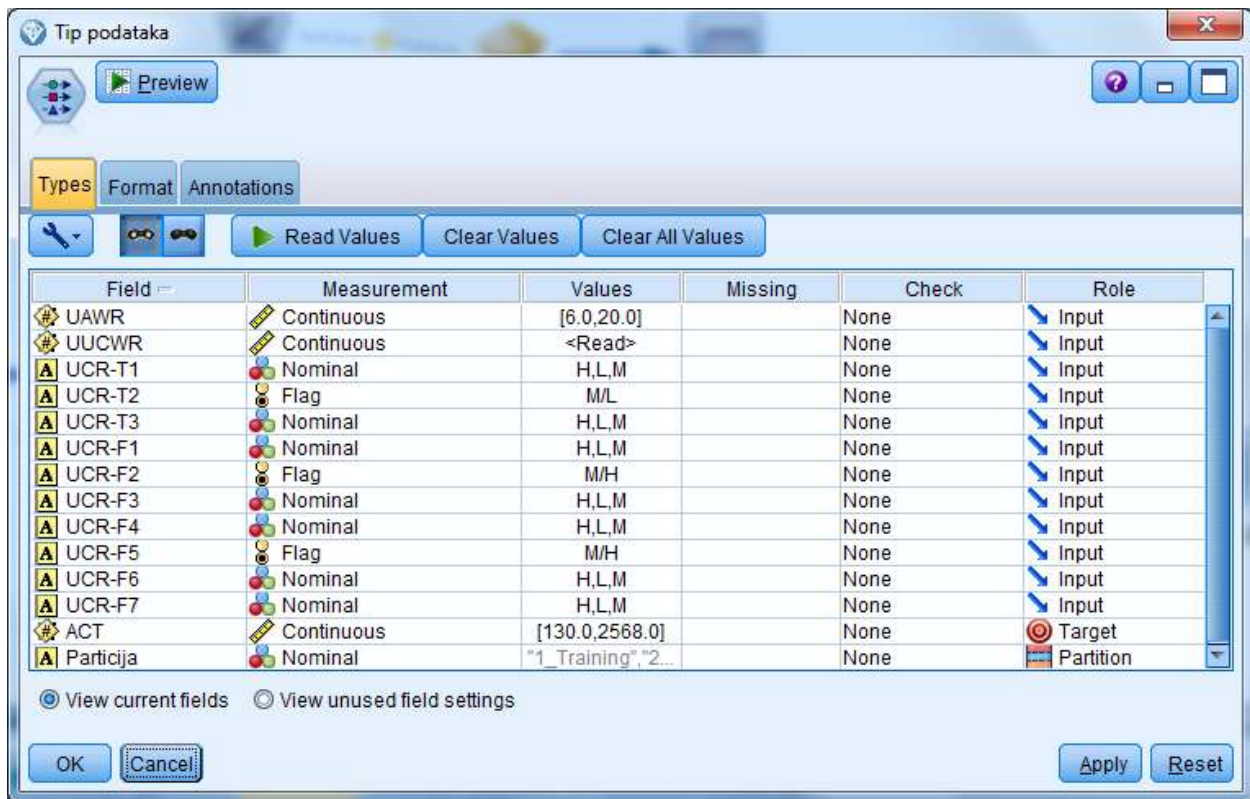 Tip podataka
Preview
Types Format Annotations
Read Values Clear Values Clear All Values
Field Measurement Values Missing Check Role
UAWR Continuous [6.0,20.0] None Input
UUCWR Continuous <Read> None Input
A UCR-T1 Nominal H,L,M None Input
A UCR-T2 Flag M/L None Input
A UCR-T3 Nominal H,L,M None Input
A UCR-F1 Nominal H,L,M None Input
A UCR-F2 Flag M/H None Input
A UCR-F3 Nominal H,L,M None Input
A UCR-F4 Nominal H,L,M None Input
A UCR-F5 Flag M/H None Input
A UCR-F6 Nominal H,L,M None Input
A UCR-F7 Nominal H,L,M None Input
ACT Continuous [130.0,2568.0] None Target
A Particija Nominal "1_Training","2... None Partition
View current fields View unused field settings
OK Cancel Apply Reset